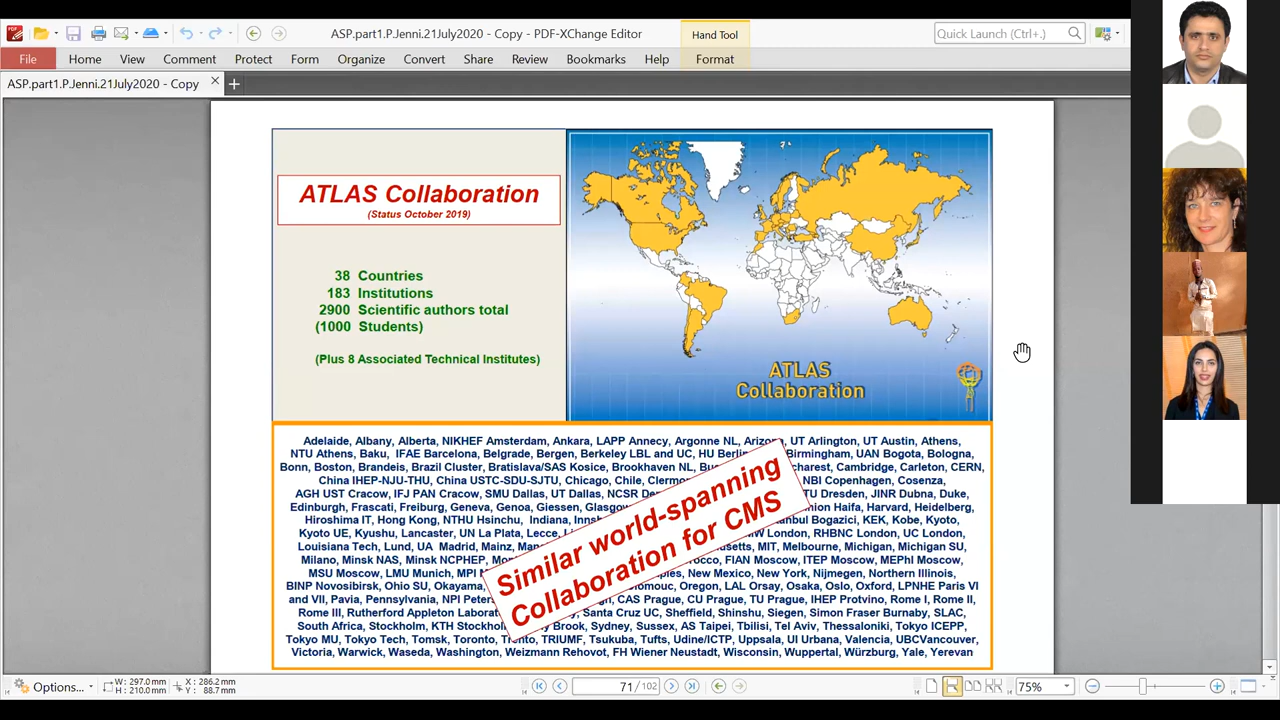 ASP.part1.P.Jenni.21July2020 - Copy - PDF-XChange Editor
Hand Tool
Quick Launch (Ctrl+.)
File Home View Comment Protect Form Organize Convert Share Review Bookmarks Help Format
ASP.part1.P.Jenni.21July2020 - Copy
ATLAS Collaboration
(Status October 2019)
38 Countries
183 Institutions
2900 Scientific authors total
(1000 Students)
(Plus 8 Associated Technical Institutes)
ATLAS
Collaboration
Adelaide, Albany, Alberta, NIKHEF Amsterdam, Ankara, LAPP Annecy, Argonne NL, Arizona, UT Arlington, UT Austin, Athens,
NTU Athens, Baku, IFAE Barcelona, Belgrade, Bergen, Berkeley LBL and UC, HU Berlin, Birmingham, UAN Bogota, Bologna,
Bonn, Boston, Brandeis, Brazil Cluster, Bratislava/SAS Kosice, Brookhaven NL, Cambridge, Carleton, CERN,
China IHEP-NJU-THU, China USTC-SDU-SJTU, Chicago, Chile, NBI Copenhagen, Cosenza,
AGH UST Cracow, IFJ PAN Cracow, SMU Dallas, UT Dallas, NCSR Dresden, JINR Dubna, Duke,
Edinburgh, Frascati, Freiburg, Geneva, Genoa, Giessen, Haifa, Harvard, Heidelberg,
Hiroshima IT, Hong Kong, NTHU Hsinchu, Indiana, Bogazici, KEK, Kobe, Kyoto,
Kyoto UE, Kyushu, Lancaster, UN La Plata, Lecce, London, RHBNC London, UC London,
Louisiana Tech, Lund, UA Madrid, Mainz, MIT, Melbourne, Michigan, Michigan SU,
Milano, Minsk NAS, Minsk NCPHEP, FIAN Moscow, ITEP Moscow, MEPhI Moscow,
MSU Moscow, LMU Munich, MPI New Mexico, New York, Nijmegen, Northern Illinois,
BINP Novosibirsk, Ohio SU, Okayama, Oregon, LAL Orsay, Osaka, Oslo, Oxford, LPNHE Paris VI
and VII, Pavia, Pennsylvania, NPI CAS Prague, CU Prague, TU Prague, IHEP Protvino, Rome I, Rome II,
Rome III, Rutherford Appleton Santa Cruz UC, Sheffield, Shinshu, Siegen, Simon Fraser Burnaby, SLAC,
South Africa, Stockholm, KTH Stockholm, Brook, Sydney, Sussex, AS Taipei, Tbilisi, Tel Aviv, Thessaloniki, Tokyo ICEPP,
Tokyo MU, Tokyo Tech, Tomsk, Toronto, Trento, TRIUMF, Tsukuba, Tufts, Udine/ICTP, Uppsala, UI Urbana, Valencia, UBCVancouver,
Victoria, Warwick, Waseda, Washington, Weizmann Rehovot, FH Wiener Neustadt, Wisconsin, Wuppertal, Würzburg, Yale, Yerevan
Similar world-spanning
Collaboration for CMS
Options...
W: 297.0mm
H: 210.0mm
X: 286.2mm
Y: 88.7mm
71 / 102
75%